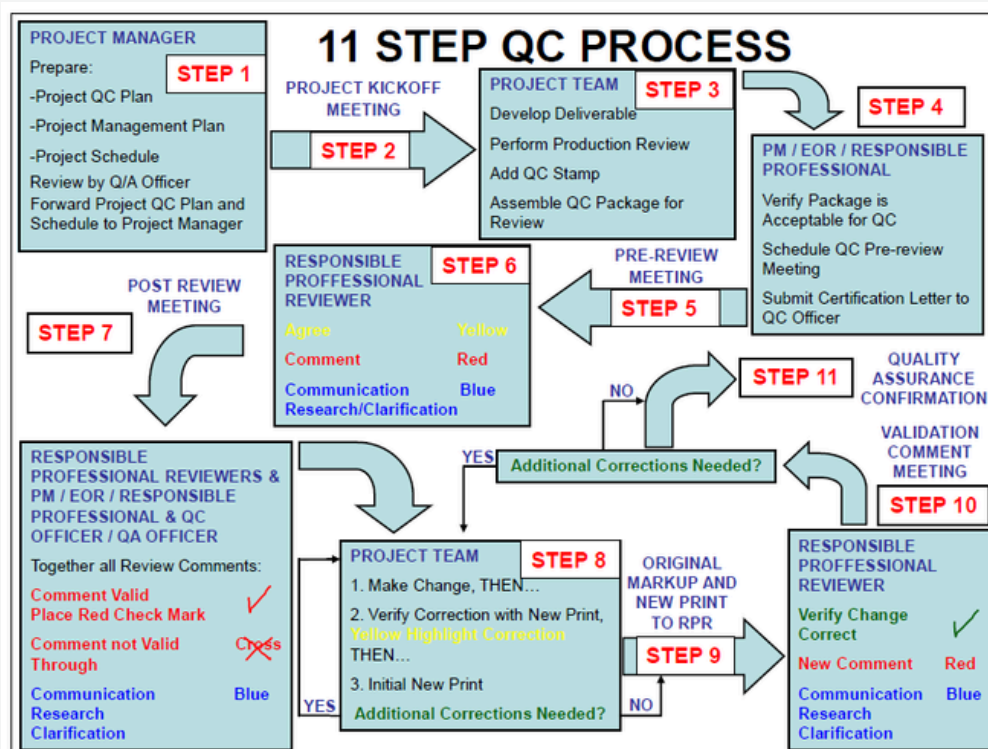 11 STEP QC PROCESS
PROJECT MANAGER
STEP 1
Prepare:
-Project QC Plan
-Project Management Plan
-Project Schedule
Review by Q/A Officer
Forward Project QC Plan and
Schedule to Project Manager
PROJECT KICKOFF
MEETING
STEP 2
PROJECT TEAM
STEP 3
Develop Deliverable
Perform Production Review
Add QC Stamp
Assemble QC Package for
Review
STEP 4
PM / EOR / RESPONSIBLE
PROFESSIONAL
Verify Package is
Acceptable for QC
Schedule QC Pre-review
Meeting
Submit Certification Letter to
QC Officer
PRE-REVIEW
MEETING
STEP 5
RESPONSIBLE
PROFFESSIONAL
REVIEWER
STEP 6
Agree Yellow
Comment Red
Communication Blue
Research/Clarification
POST REVIEW
MEETING
STEP 7
RESPONSIBLE
PROFESSIONAL REVIEWERS &
PM / EOR / RESPONSIBLE
PROFESSIONAL & QC
OFFICER / QA OFFICER
Together all Review Comments:
Comment Valid
Place Red Check Mark
Comment not Valid Cross
Through
Communication Blue
Research
Clarification
PROJECT TEAM
STEP 8
1. Make Change, THEN…
2. Verify Correction with New Print,
Yellow Highlight Correction
THEN…
3. Initial New Print
Additional Corrections Needed?
YES
NO
ORIGINAL
MARKUP AND
NEW PRINT
TO RPR
STEP 9
RESPONSIBLE
PROFFESSIONAL
REVIEWER
Verify Change
Correct
New Comment Red
Communication Blue
Research
Clarification
VALIDATION
COMMENT
MEETING
STEP 10
Additional Corrections Needed?
YES
NO
STEP 11
QUALITY
ASSURANCE
CONFIRMATION